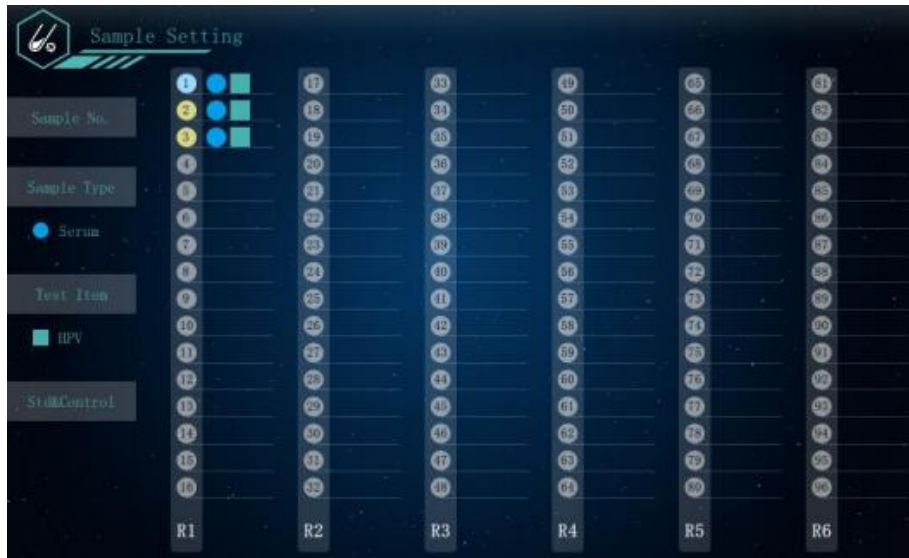 Sample Setting
Sample No.
Sample Type
Serum
Test Item
HPV
Std&Control
1 17 33 49 65 81
2 18 34 50 66 82
3 19 35 51 67 83
4 20 36 52 68 84
5 21 37 53 69 85
6 22 38 54 70 86
7 23 39 55 71 87
8 24 40 56 72 88
9 25 41 57 73 89
10 26 42 58 74 90
11 27 43 59 75 91
12 28 44 60 76 92
13 29 45 61 77 93
14 30 46 62 78 94
15 31 47 63 79 95
16 32 48 64 80 96
R1 R2 R3 R4 R5 R6